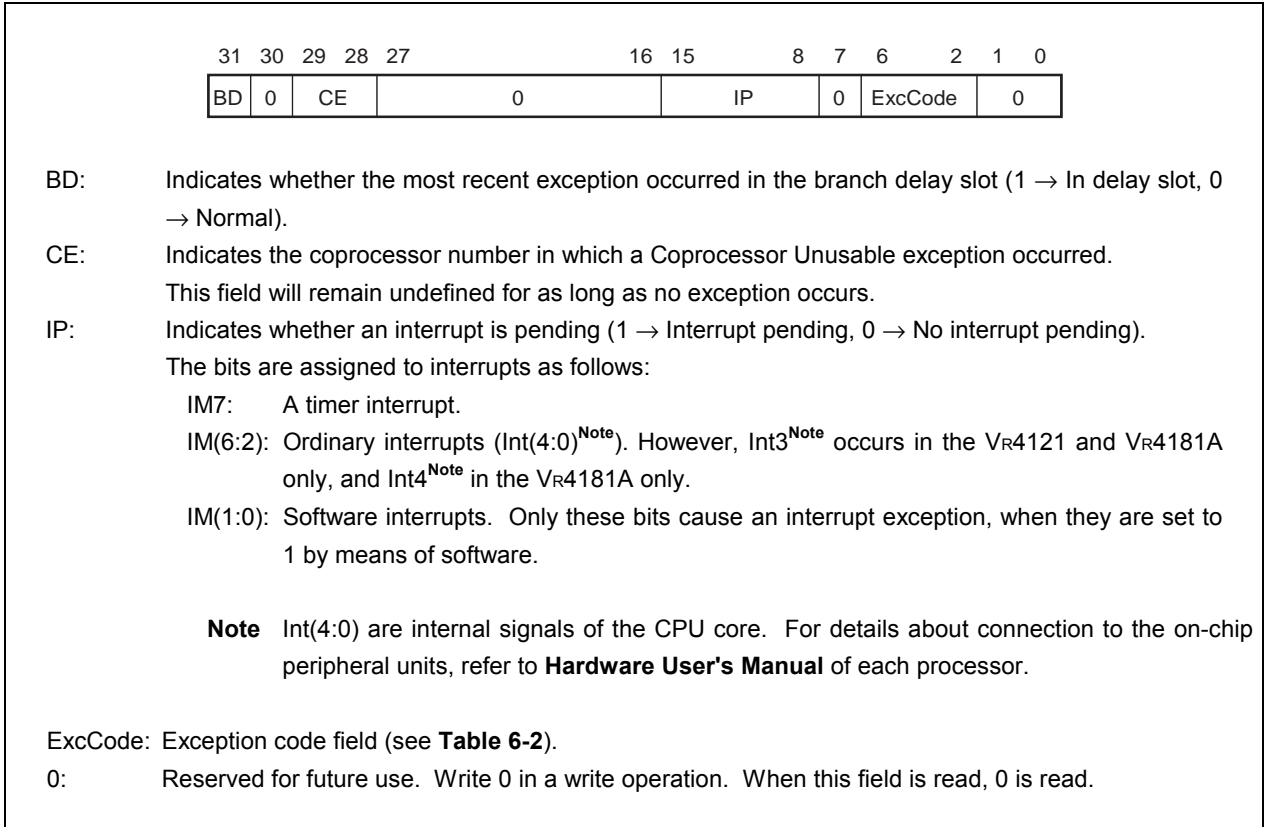 31 30 29 28 27 16 15 8 7 6 2 1 0
BD 0 CE 0 IP 0 ExcCode 0
BD: Indicates whether the most recent exception occurred in the branch delay slot (1 → In delay slot, 0
→ Normal).
CE: Indicates the coprocessor number in which a Coprocessor Unusable exception occurred.
This field will remain undefined for as long as no exception occurs.
IP: Indicates whether an interrupt is pending (1 → Interrupt pending, 0 → No interrupt pending).
The bits are assigned to interrupts as follows:
IM7: A timer interrupt.
IM(6:2): Ordinary interrupts (Int(4:0)Note). However, Int3Note occurs in the VR4121 and VR4181A
only, and Int4Note in the VR4181A only.
IM(1:0): Software interrupts. Only these bits cause an interrupt exception, when they are set to
1 by means of software.
Note Int(4:0) are internal signals of the CPU core. For details about connection to the on-chip
peripheral units, refer to Hardware User's Manual of each processor.
ExcCode: Exception code field (see Table 6-2).
0: Reserved for future use. Write 0 in a write operation. When this field is read, 0 is read.